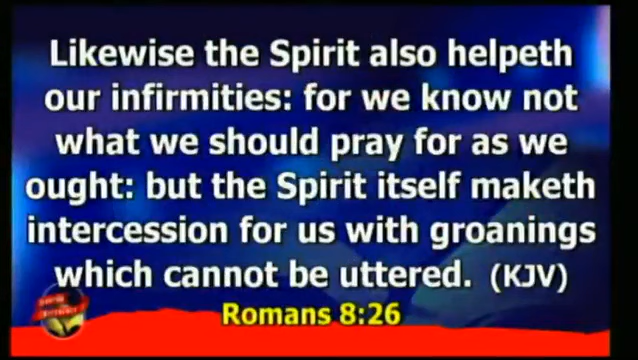 Likewise the Spirit also helpeth
our infirmities: for we know not
what we should pray for as we
ought: but the Spirit itself maketh
intercession for us with groanings
which cannot be uttered. (KJV)
Romans 8:26